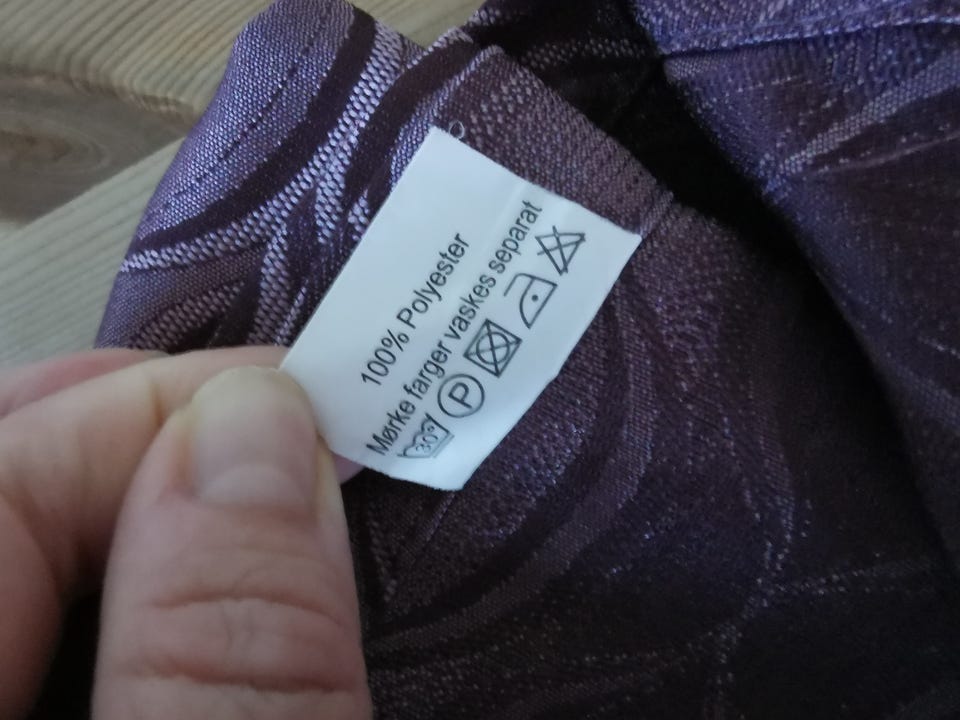 100% Polyester
Mørke farger vaskes separat
30° P